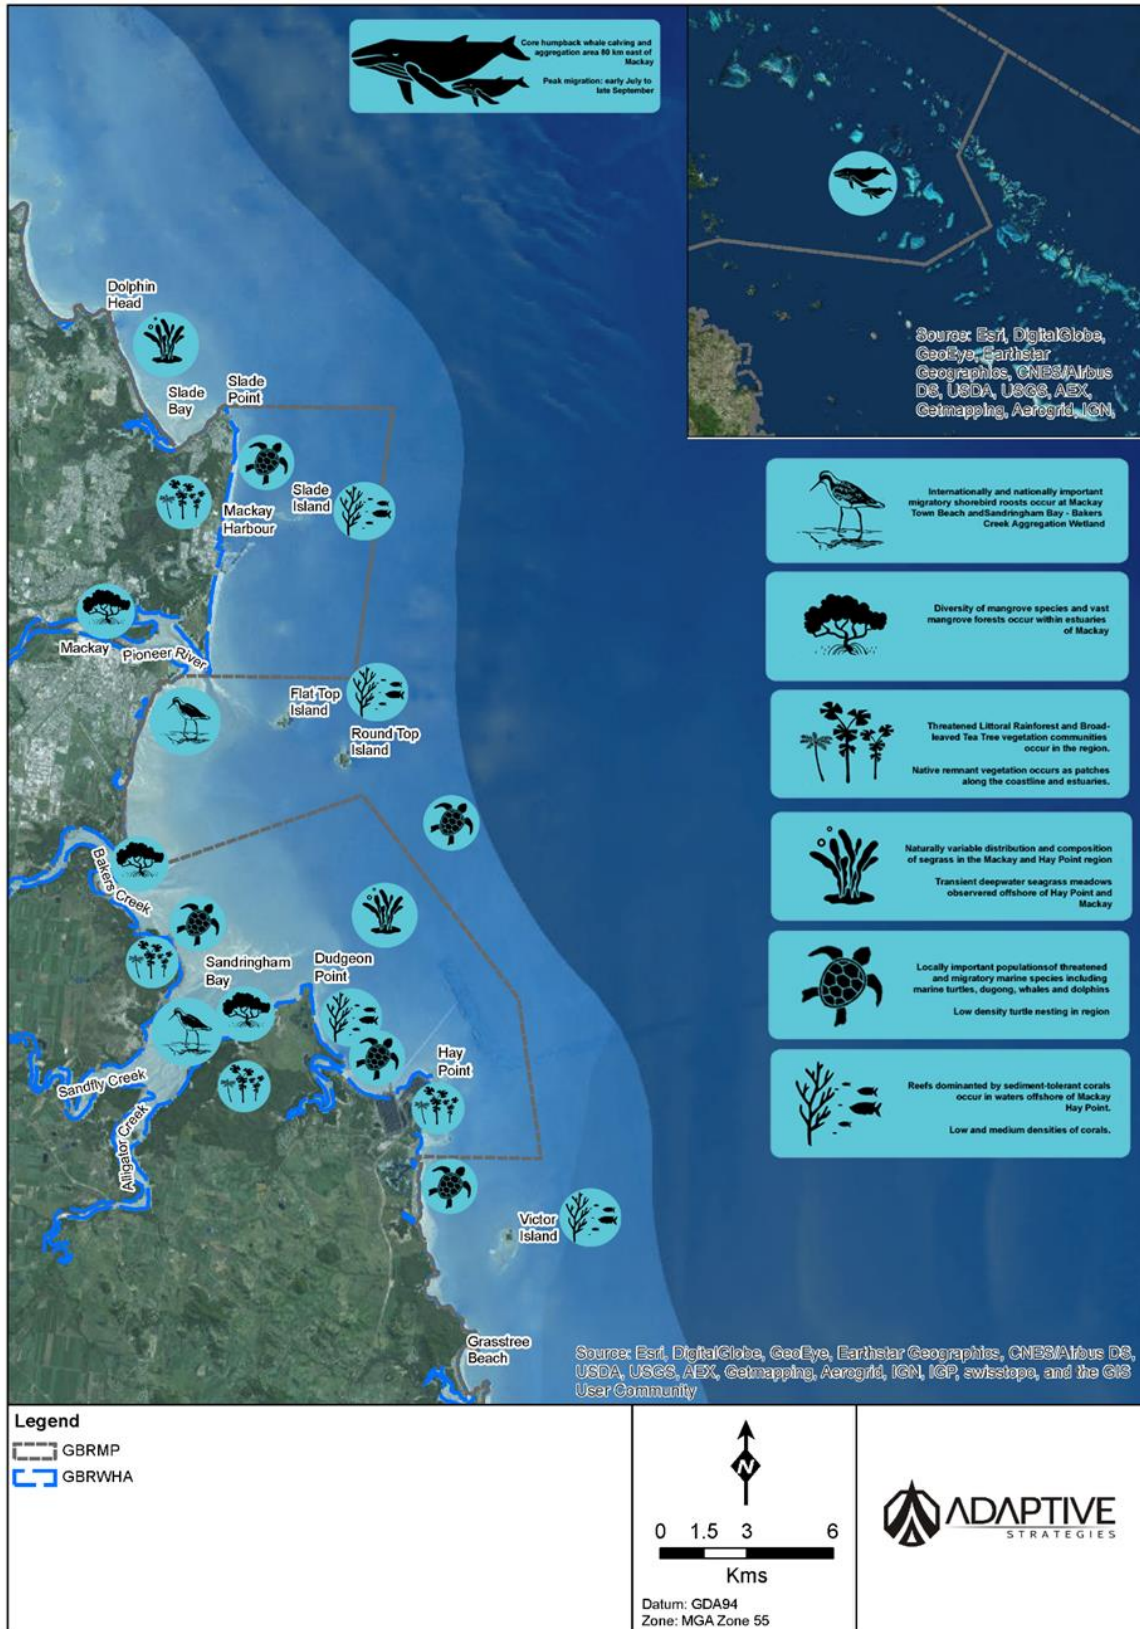 Core humpback whale calving and
aggregation area 80 km east of
Mackay
Peak migration: early July to
late September
Source: Esri, DigitalGlobe,
GeoEye, Earthstar
Geographics, CNES/Airbus
DS, USDA, USGS, AEX,
Getmapping, Aerogrid, IGN,
Dolphin
Head
Slade
Bay
Slade
Point
Slade
Island
Mackay
Harbour
Mackay
Pioneer River
Flat Top
Island
Round Top
Island
Bakers Creek
Sandringham
Bay
Dudgeon
Point
Hay
Point
Sandfly Creek
Alligator Creek
Victor
Island
Grasstree
Beach
Internationally and nationally important
migratory shorebird roosts occur at Mackay
Town Beach andSandringham Bay - Bakers
Creek Aggregation Wetland
Diversity of mangrove species and vast
mangrove forests occur within estuaries
of Mackay
Threatened Littoral Rainforest and Broad-
leaved Tea Tree vegetation communities
occur in the region.
Native remnant vegetation occurs as patches
along the coastline and estuaries.
Naturally variable distribution and composition
of segrass in the Mackay and Hay Point region
Transient deepwater seagrass meadows
observered offshore of Hay Point and
Mackay
Locally important populationsof threatened
and migratory marine species including
marine turtles, dugong, whales and dolphins
Low density turtle nesting in region
Reefs dominanted by sediment-tolerant corals
occur in waters offshore of Mackay
Hay Point.
Low and medium densities of corals.
Source: Esri, DigitalGlobe, GeoEye, Earthstar Geographics, CNES/Airbus DS,
USDA, USGS, AEX, Getmapping, Aerogrid, IGN, IGP, swisstopo, and the GIS
User Community
Legend
GBRMP
GBRWHA
N
0 1.5 3 6
Kms
Datum: GDA94
Zone: MGA Zone 55
ADAPTIVE
STRATEGIES